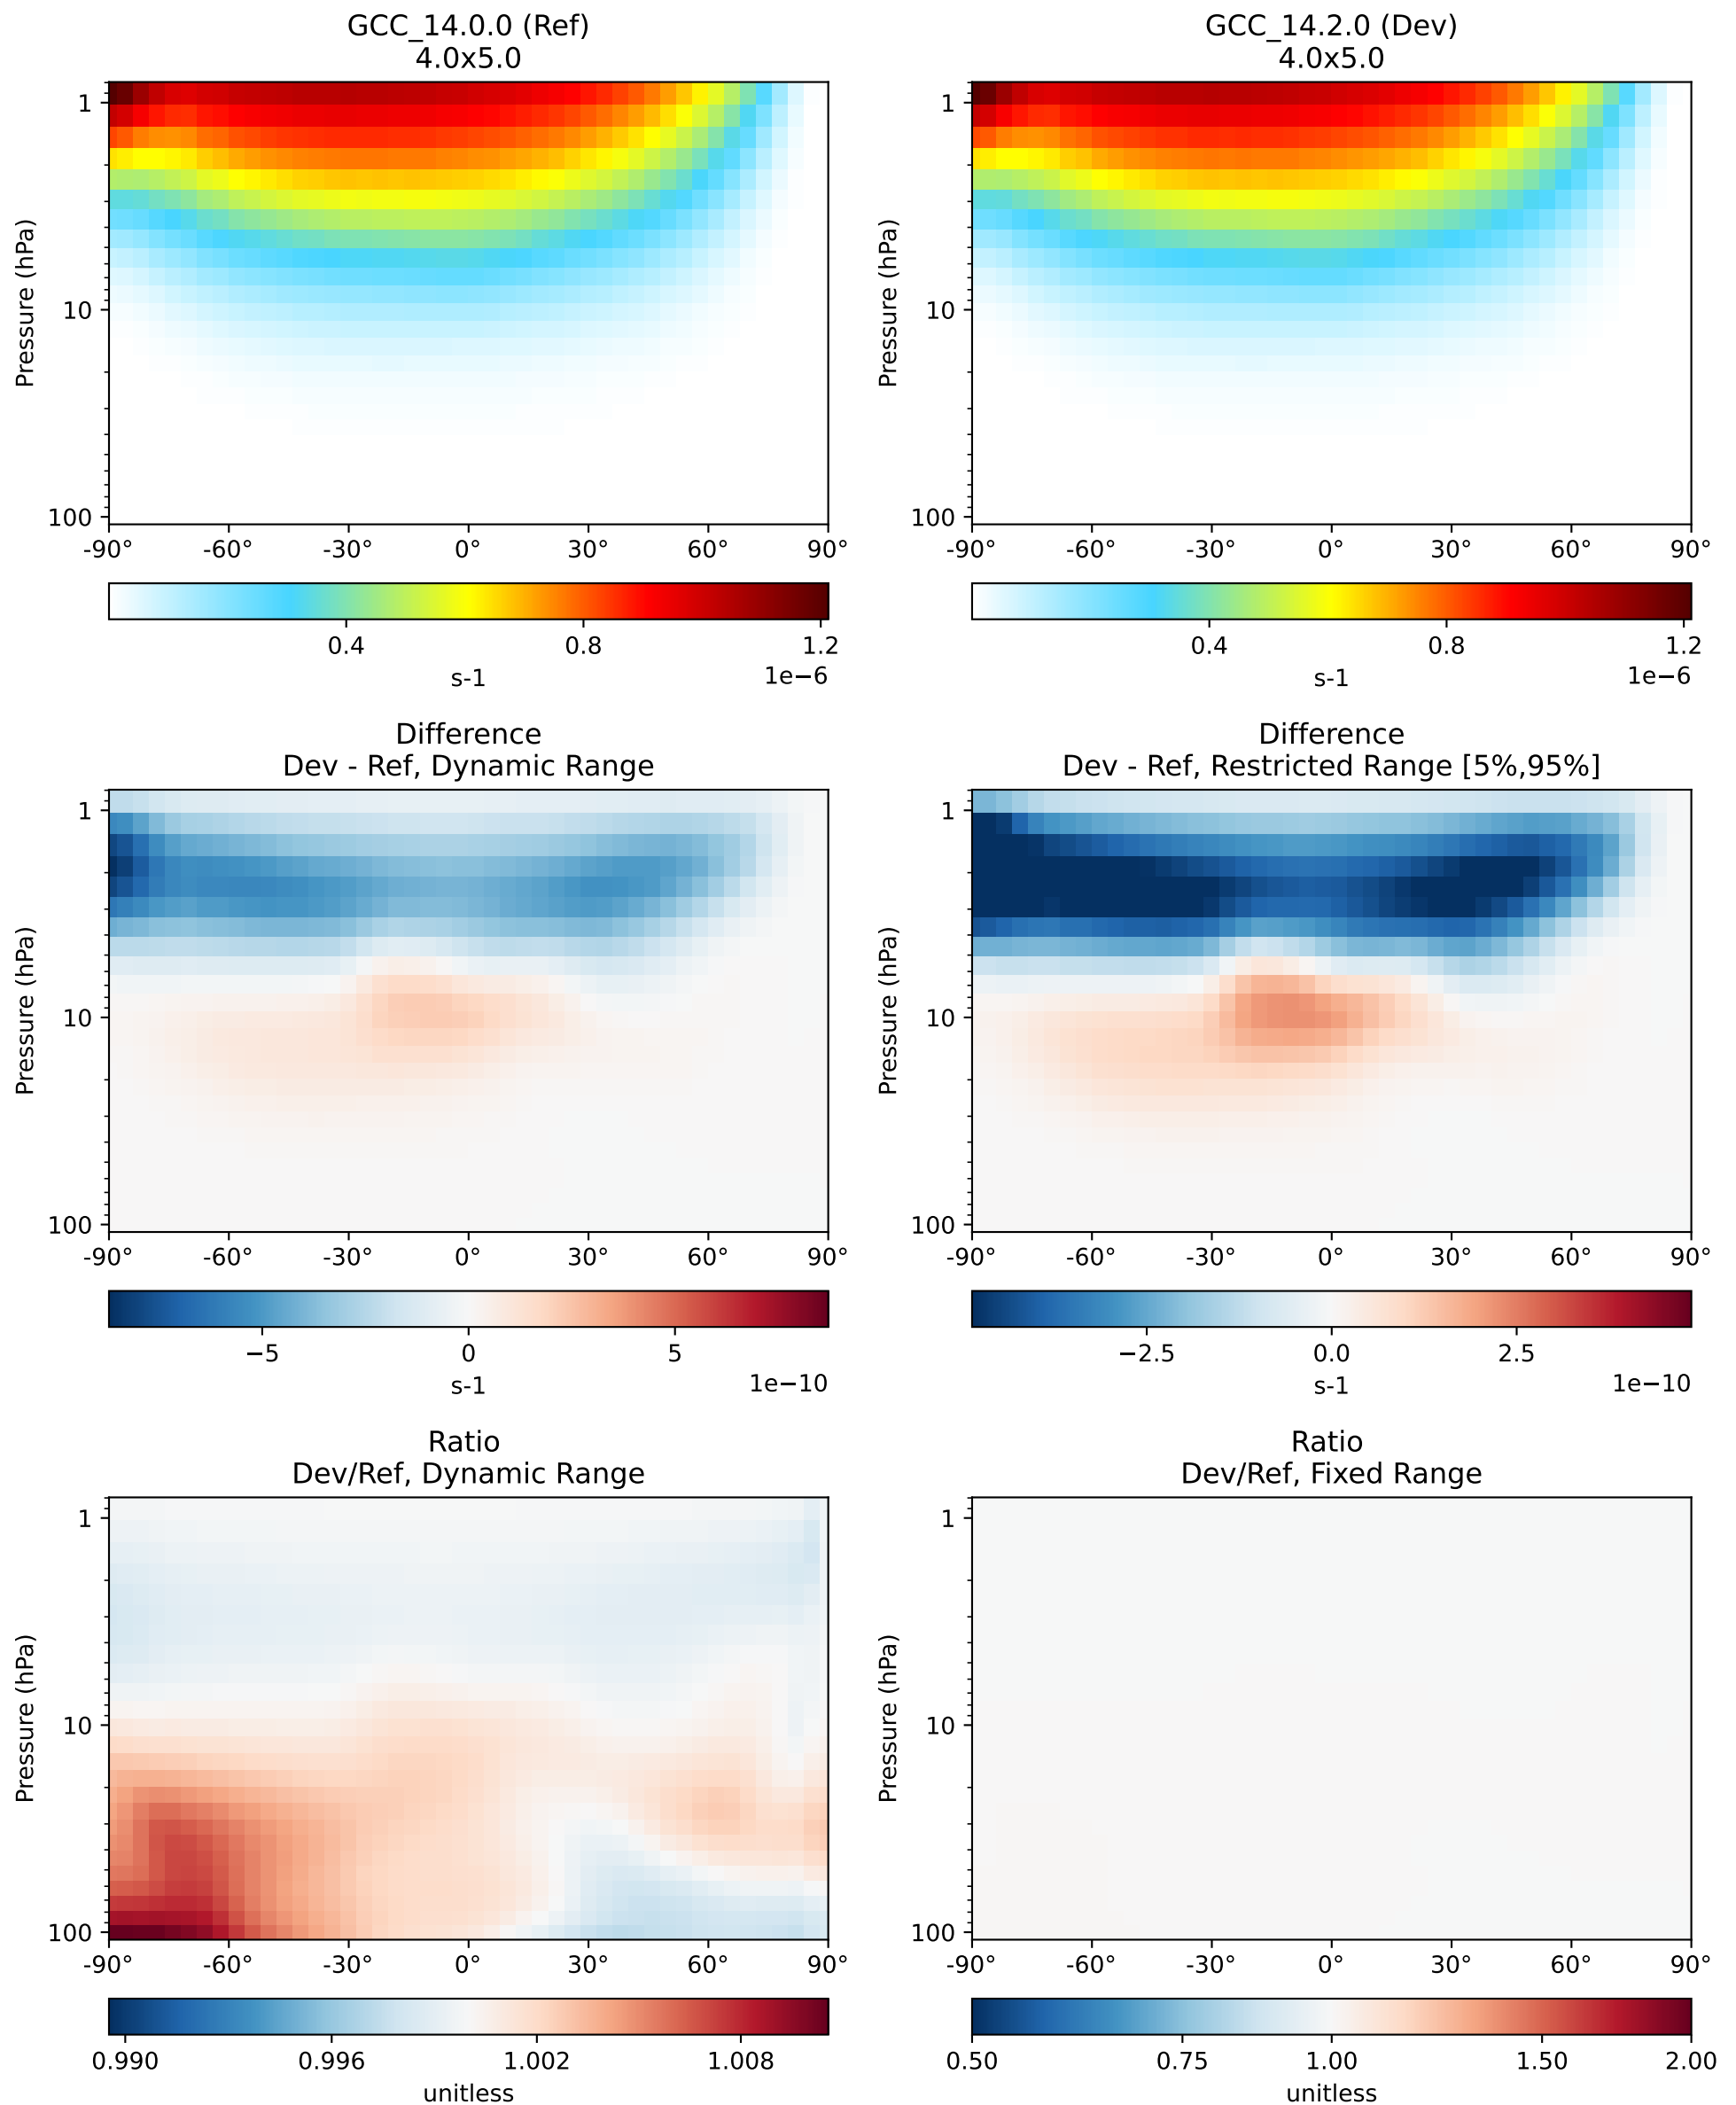 GCC_14.0.0 (Ref)
4.0x5.0
GCC_14.2.0 (Dev)
4.0x5.0
Pressure (hPa)
1
10
100
-90° -60° -30° 0° 30° 60° 90°
0.4 0.8 1.2
s-1
1e−6
Pressure (hPa)
1
10
100
-90° -60° -30° 0° 30° 60° 90°
0.4 0.8 1.2
s-1
1e−6
Difference
Dev - Ref, Dynamic Range
Difference
Dev - Ref, Restricted Range [5%,95%]
Pressure (hPa)
1
10
100
-90° -60° -30° 0° 30° 60° 90°
−5 0 5
s-1
1e−10
Pressure (hPa)
1
10
100
-90° -60° -30° 0° 30° 60° 90°
−2.5 0.0 2.5
s-1
1e−10
Ratio
Dev/Ref, Dynamic Range
Ratio
Dev/Ref, Fixed Range
Pressure (hPa)
1
10
100
-90° -60° -30° 0° 30° 60° 90°
0.990 0.996 1.002 1.008
unitless
Pressure (hPa)
1
10
100
-90° -60° -30° 0° 30° 60° 90°
0.50 0.75 1.00 1.50 2.00
unitless